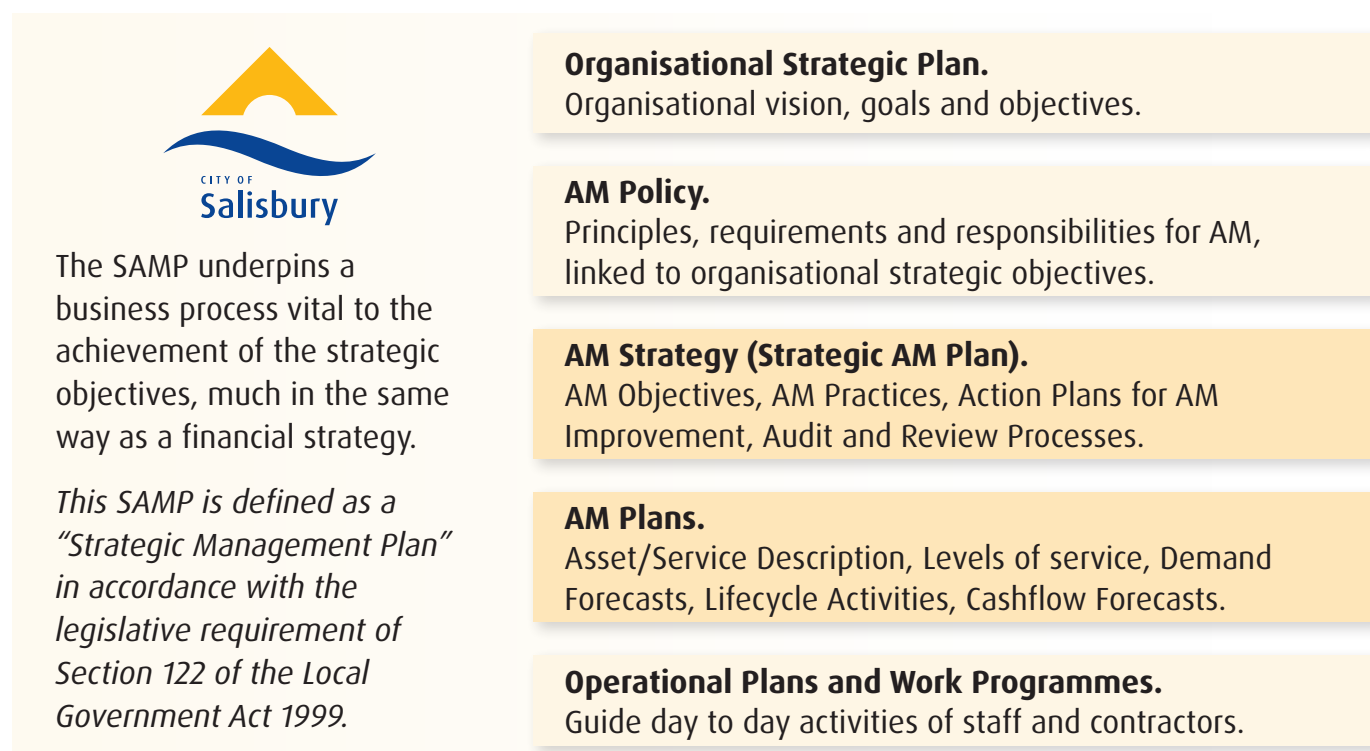 CITY OF
Salisbury
The SAMP underpins a
business process vital to the
achievement of the strategic
objectives, much in the same
way as a financial strategy.
This SAMP is defined as a
“Strategic Management Plan”
in accordance with the
legislative requirement of
Section 122 of the Local
Government Act 1999.
Organisational Strategic Plan.
Organisational vision, goals and objectives.
AM Policy.
Principles, requirements and responsibilities for AM,
linked to organisational strategic objectives.
AM Strategy (Strategic AM Plan).
AM Objectives, AM Practices, Action Plans for AM
Improvement, Audit and Review Processes.
AM Plans.
Asset/Service Description, Levels of service, Demand
Forecasts, Lifecycle Activities, Cashflow Forecasts.
Operational Plans and Work Programmes.
Guide day to day activities of staff and contractors.